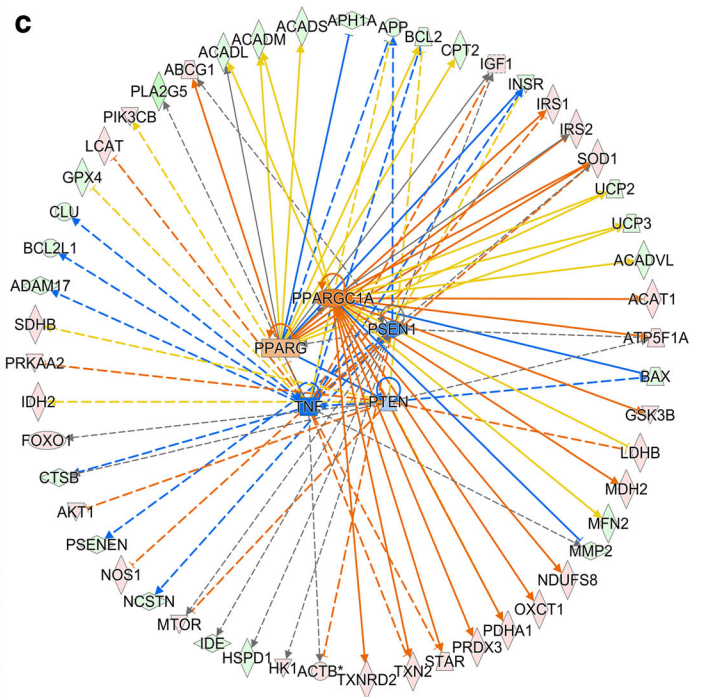 c
APH1A
APP
ACADS
BCL2
ACADM
CPT2
ACADL
IGF1
ABCG1
INSR
PLA2G5
IRS1
PIK3CB
IRS2
LCAT
SOD1
GPX4
UCP2
CLU
UCP3
BCL2L1
ACADVL
ADAM17
PPARGC1A
ACAT1
SDHB
PSEN1
ATP5F1A
PPARG
PRKAA2
BAX
IDH2
TNF
PTEN
GSK3B
FOXO1
LDHB
CTSB
MDH2
AKT1
MFN2
PSENEN
MMP2
NOS1
NDUFS8
NCSTN
OXCT1
MTOR
PDHA1
IDE
PRDX3
HSPD1
STAR
HK1
ACTB*
TXN2
TXNRD2